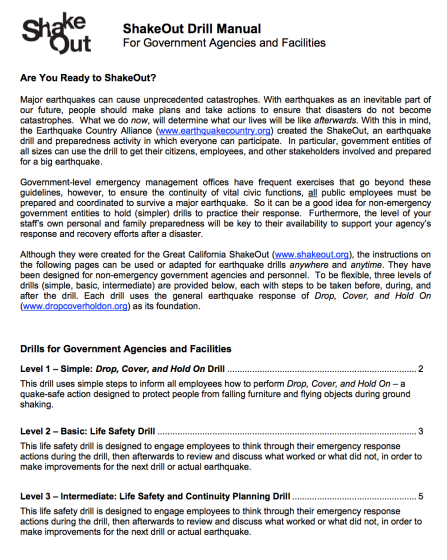 Shake Out
ShakeOut Drill Manual
For Government Agencies and Facilities
Are You Ready to ShakeOut?
Major earthquakes can cause unprecedented catastrophes. With earthquakes as an inevitable part of
our future, people should make plans and take actions to ensure that disasters do not become
catastrophes. What we do now, will determine what our lives will be like afterwards. With this in mind,
the Earthquake Country Alliance (www.earthquakecountry.org) created the ShakeOut, an earthquake
drill and preparedness activity in which everyone can participate. In particular, government entities of
all sizes can use the drill to get their citizens, employees, and other stakeholders involved and prepared
for a big earthquake.
Government-level emergency management offices have frequent exercises that go beyond these
guidelines, however, to ensure the continuity of vital civic functions, all public employees must be
prepared and coordinated to survive a major earthquake. So it can be a good idea for non-emergency
government entities to hold (simpler) drills to practice their response. Furthermore, the level of your
staff's own personal and family preparedness will be key to their availability to support your agency's
response and recovery efforts after a disaster.
Although they were created for the Great California ShakeOut (www.shakeout.org), the instructions on
the following pages can be used or adapted for earthquake drills anywhere and anytime. They have
been designed for non-emergency government agencies and personnel. To be flexible, three levels of
drills (simple, basic, intermediate) are provided below, each with steps to be taken before, during, and
after the drill. Each drill uses the general earthquake response of Drop, Cover, and Hold On
(www.dropcoverholdon.org) as its foundation.
Drills for Government Agencies and Facilities
Level 1 – Simple: Drop, Cover, and Hold On Drill ........ 2
This drill uses simple steps to inform all employees how to perform Drop, Cover, and Hold On – a
quake-safe action designed to protect people from falling furniture and flying objects during ground
shaking.
Level 2 – Basic: Life Safety Drill ........ 3
This life safety drill is designed to engage employees to think through their emergency response
actions during the drill, then afterwards to review and discuss what worked or what did not, in order to
make improvements for the next drill or actual earthquake.
Level 3 – Intermediate: Life Safety and Continuity Planning Drill ........ 5
This life safety drill is designed to engage employees to think through their emergency response
actions during the drill, then afterwards to review and discuss what worked or what did not, in order to
make improvements for the next drill or actual earthquake.